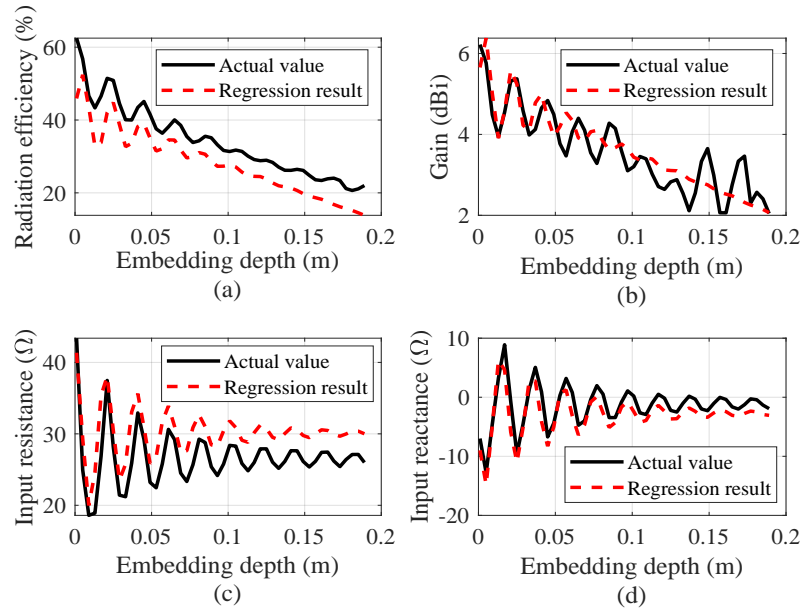 Radiation efficiency (%)
60
40
20
0
0.05
0.1
0.15
0.2
Actual value
Regression result
Embedding depth (m)
(a)
Gain (dBi)
6
4
2
0
0.05
0.1
0.15
0.2
Actual value
Regression result
Embedding depth (m)
(b)
Input resistance (Ω)
40
30
20
0
0.05
0.1
0.15
0.2
Actual value
Regression result
Embedding depth (m)
(c)
Input reactance (Ω)
10
0
-10
-20
0
0.05
0.1
0.15
0.2
Actual value
Regression result
Embedding depth (m)
(d)